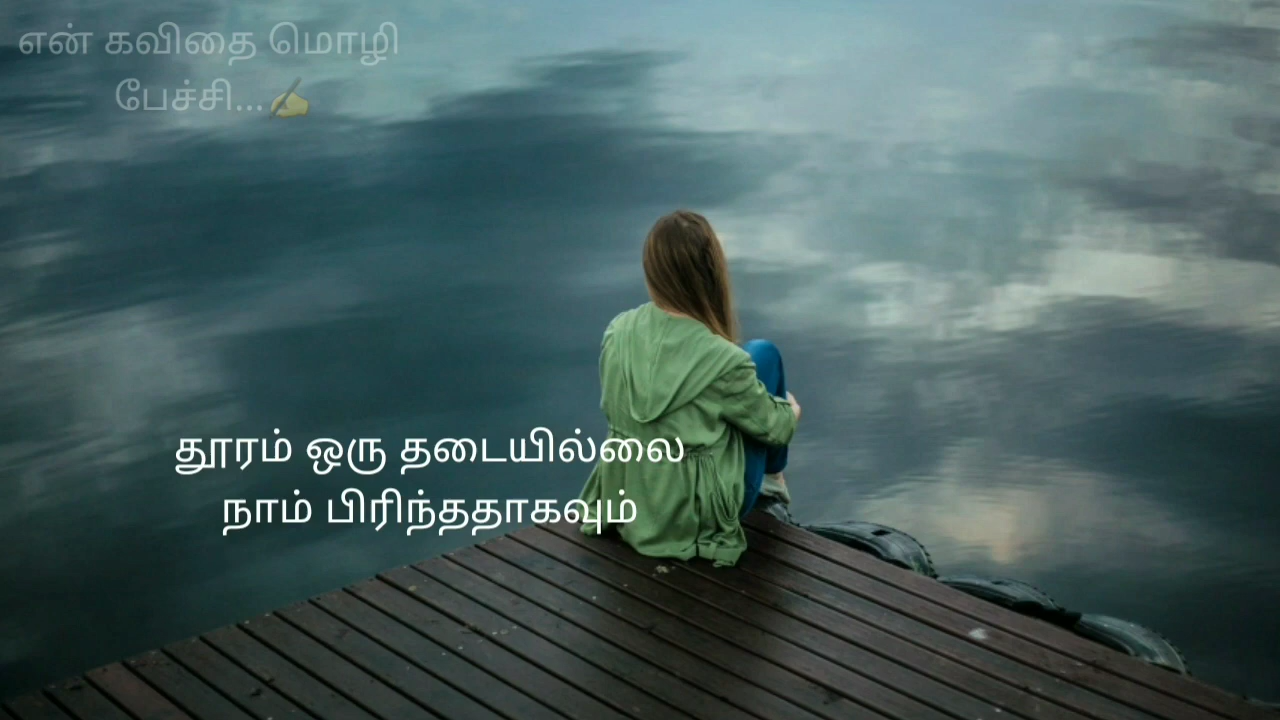 என் கவிதை மொழி
பேச்சி...✍
தூரம் ஒரு தடையில்லை
நாம் பிரிந்ததாகவும்